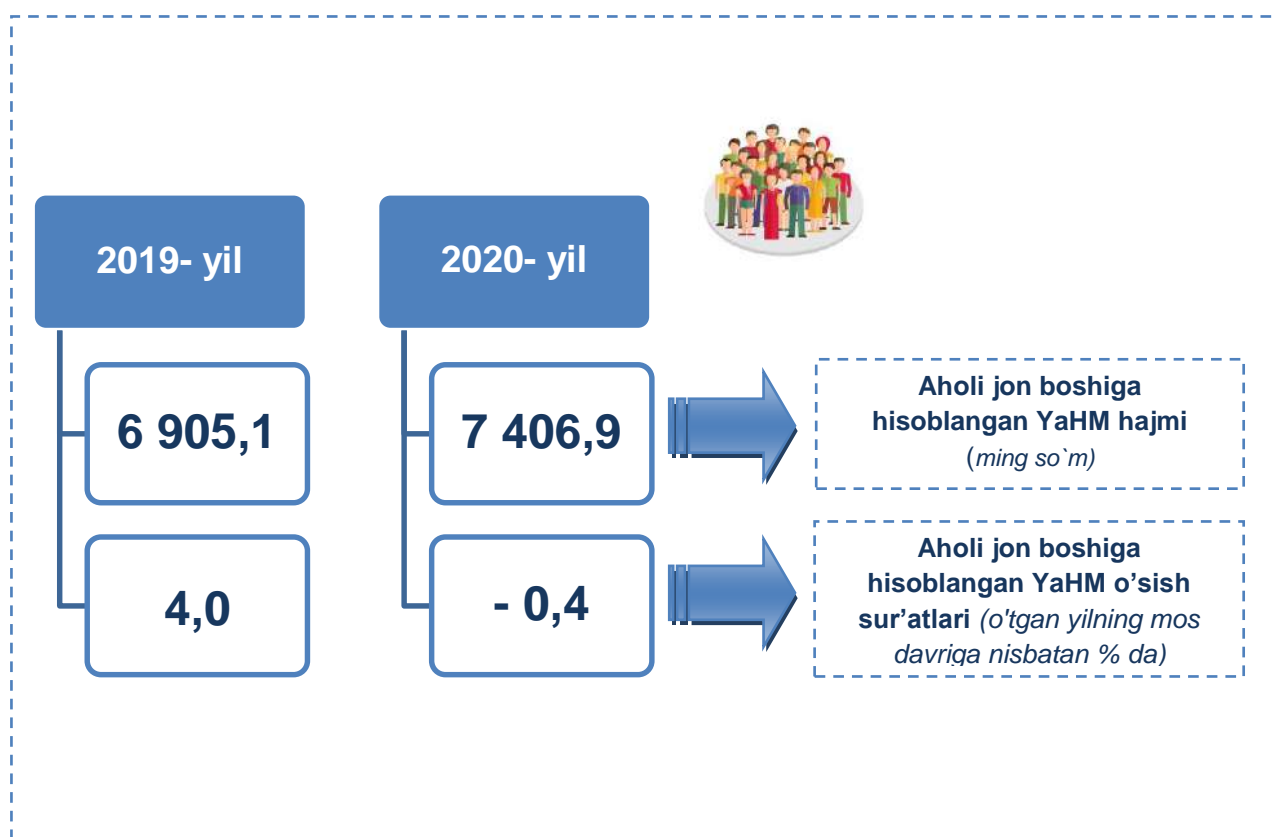 2019- yil
2020- yil
6 905,1
7 406,9
Aholi jon boshiga
hisoblangan YaHM hajmi
(ming so`m)
4,0
- 0,4
Aholi jon boshiga
hisoblangan YaHM o’sish
sur’atlari (o'tgan yilning mos
davriga nisbatan % da)